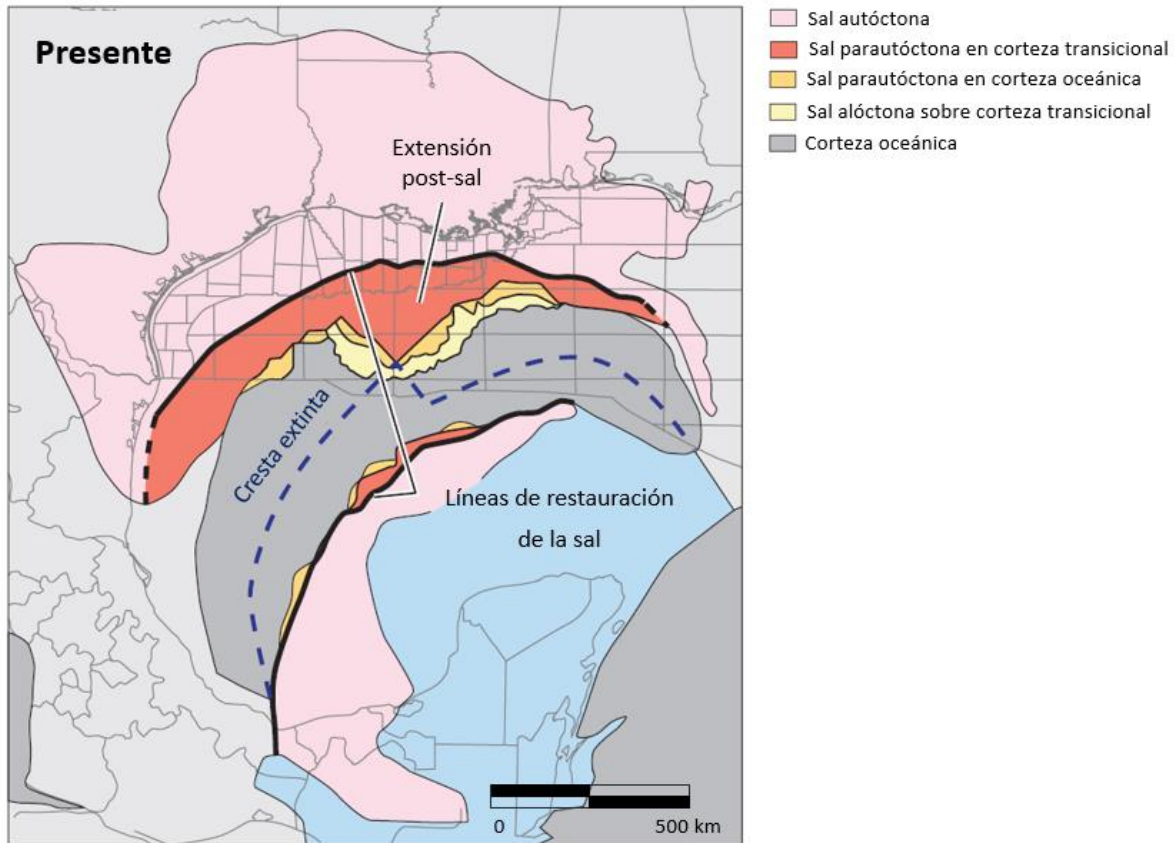 Presente
Sal autóctona
Sal parautóctona en corteza transicional
Sal parautóctona en corteza oceánica
Sal alóctona sobre corteza transicional
Corteza oceánica
Extensión
post-sal
Cresta extinta
Líneas de restauración
de la sal
0 500 km